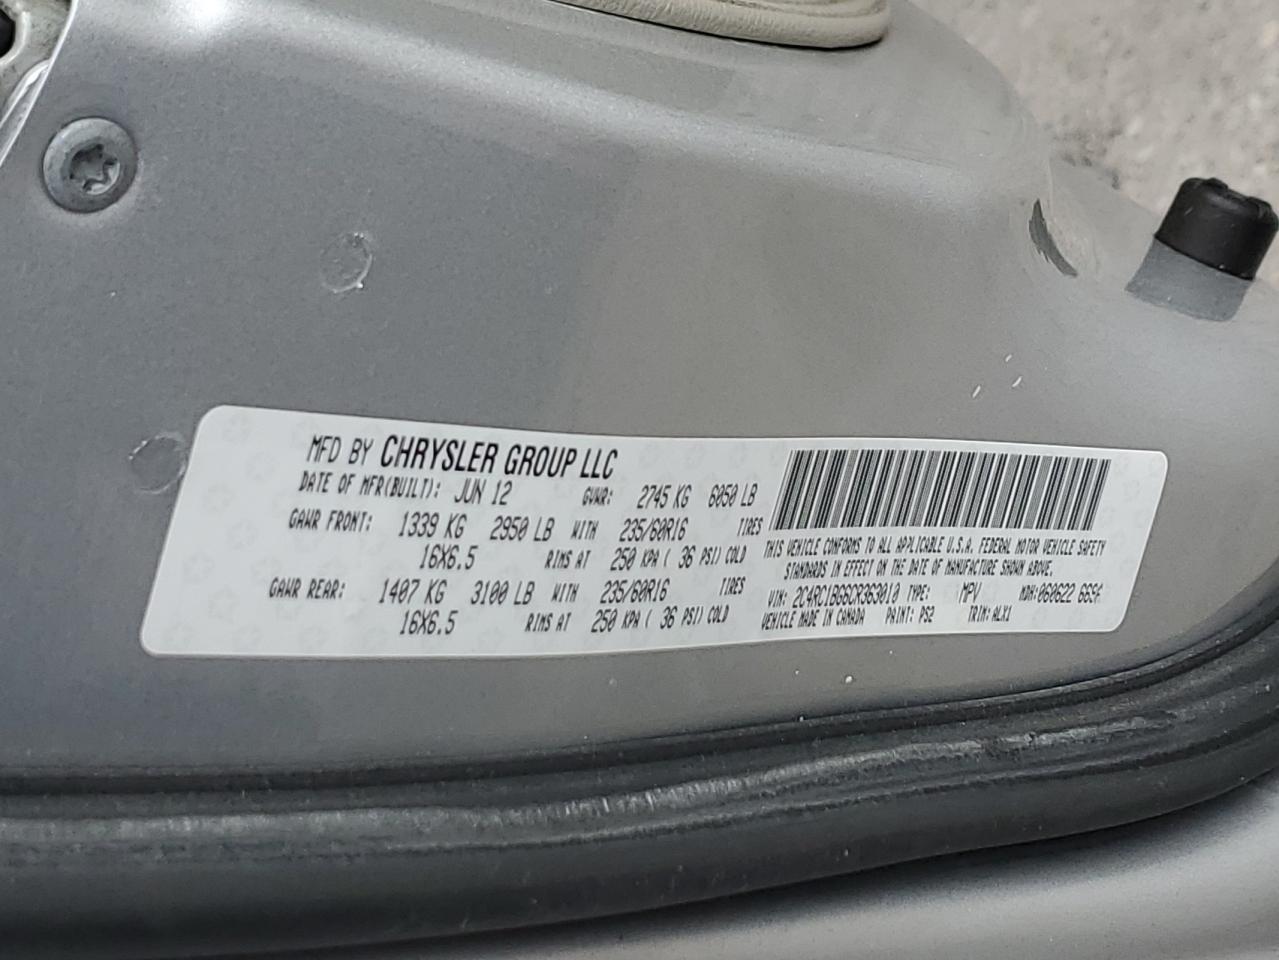 MFD BY CHRYSLER GROUP LLC
DATE OF MFR(BUILT): JUN 12 GVWR: 2745 KG 6050 LB
GAWR FRONT: 1339 KG 2950 LB WITH 235/60R16 TIRES
16X6.5 RIMS AT 250 KPA ( 36 PSI) COLD
GAWR REAR: 1407 KG 3100 LB WITH 235/60R16 TIRES
16X6.5 RIMS AT 250 KPA ( 36 PSI) COLD
THIS VEHICLE CONFORMS TO ALL APPLICABLE U.S.A. FEDERAL MOTOR VEHICLE SAFETY
STANDARDS IN EFFECT ON THE DATE OF MANUFACTURE SHOWN ABOVE.
VIN: 2C4RC1BG6CR363010 TYPE: MPV MDH: 060622
VEHICLE MADE IN CANADA PAINT: PS2 TRIM: ALX1